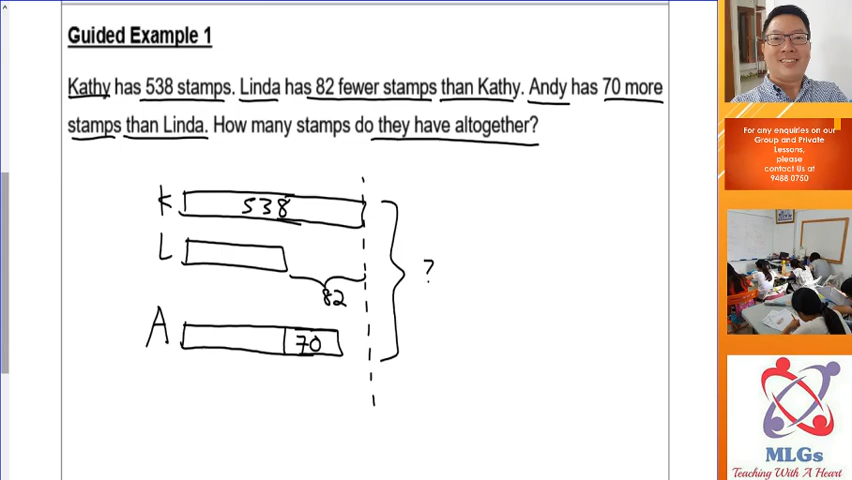 Guided Example 1
Kathy has 538 stamps. Linda has 82 fewer stamps than Kathy. Andy has 70 more
stamps than Linda. How many stamps do they have altogether?
K 538
L
82
?
A 70
For any enquiries on our
Group and Private
Lessons,
please
contact Us at
9488 0750
MLGs
Teaching With A Heart